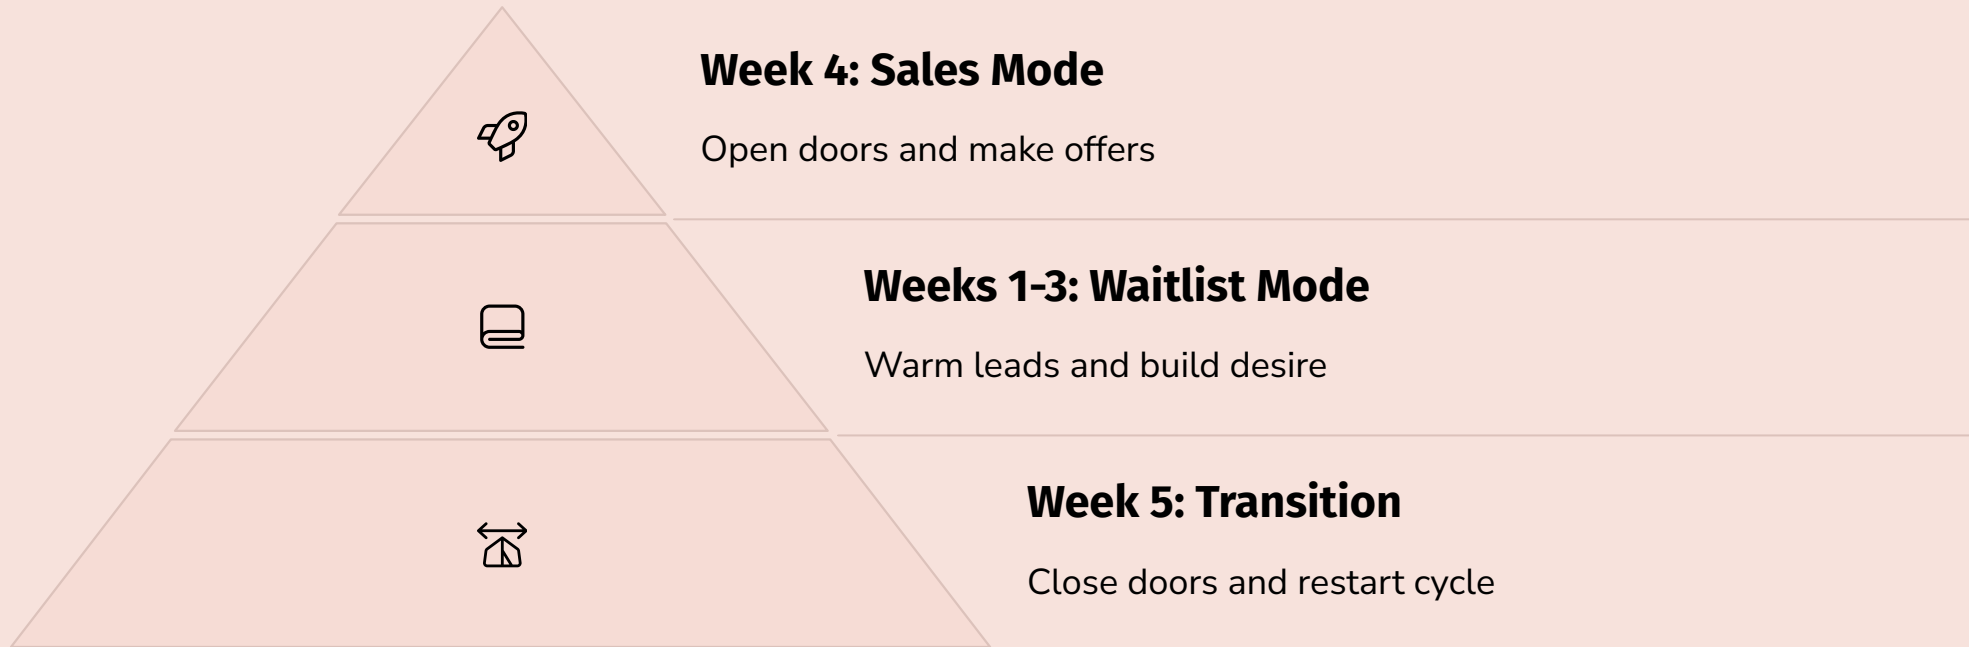 Week 4: Sales Mode
Open doors and make offers
Weeks 1-3: Waitlist Mode
Warm leads and build desire
Week 5: Transition
Close doors and restart cycle